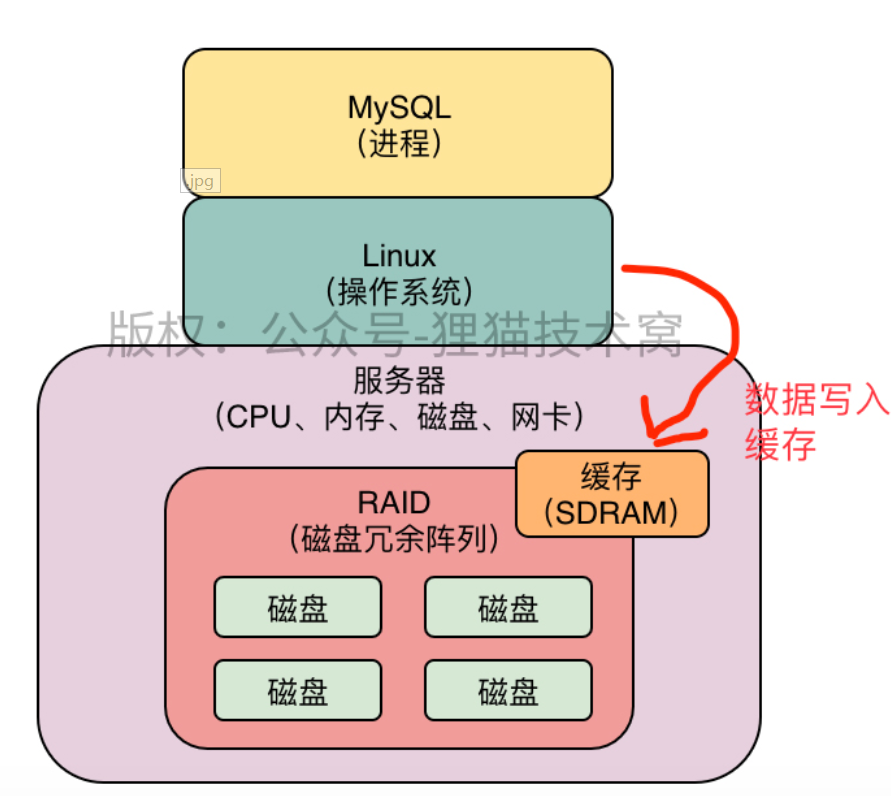 MySQL
（进程）
.jpg
Linux
（操作系统）
版权：公众号-狸猫技术窝
服务器
（CPU、内存、磁盘、网卡）
数据写入
缓存
缓存
（SDRAM）
RAID
（磁盘冗余阵列）
磁盘
磁盘
磁盘
磁盘